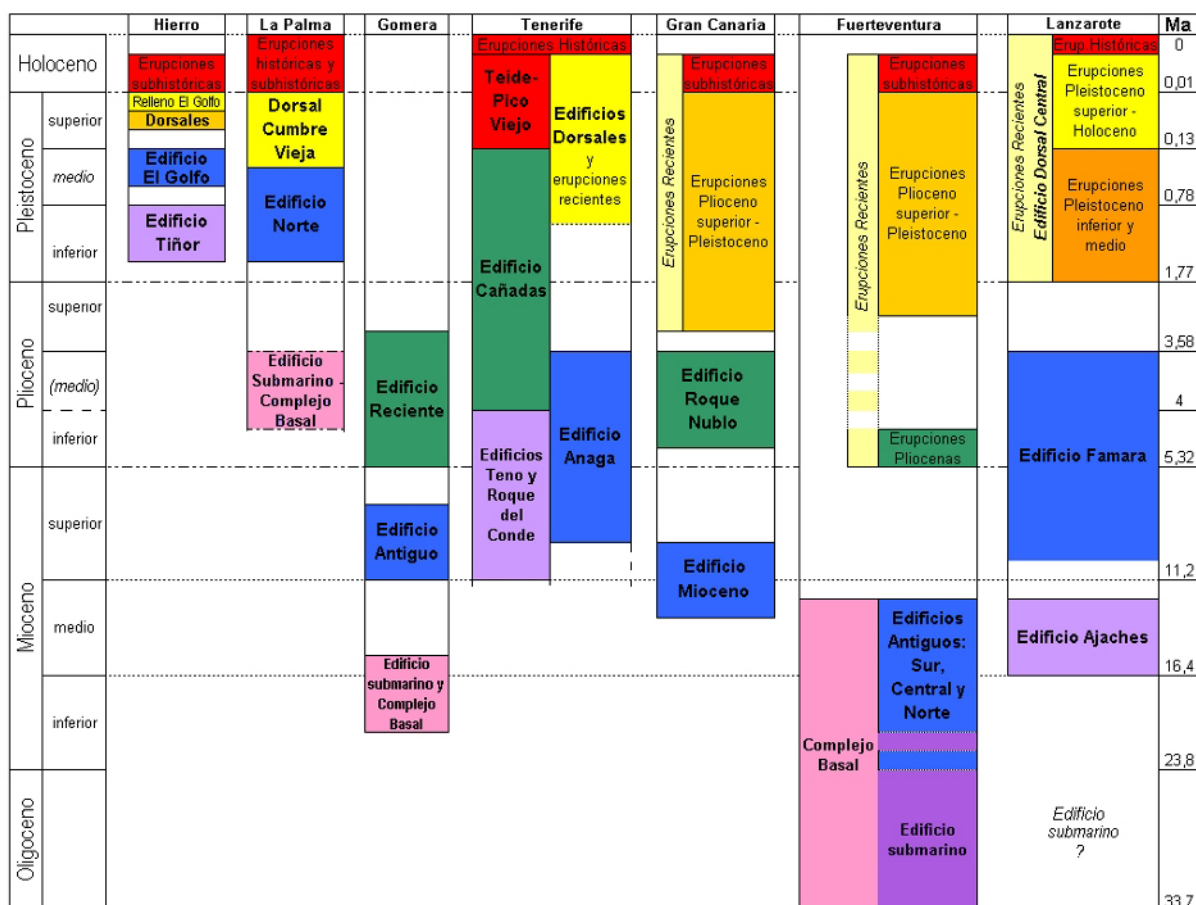 Hierro
La Palma
Gomera
Tenerife
Gran Canaria
Fuerteventura
Lanzarote
Ma
Holoceno
Pleistoceno
superior
medio
inferior
Plioceno
superior
(medio)
inferior
Mioceno
superior
medio
inferior
Oligoceno
Erupciones
subhistóricas
Relleno El Golfo
Dorsales
Edificio
El Golfo
Edificio
Tiñor
Erupciones
históricas y
subhistóricas
Dorsal
Cumbre
Vieja
Edificio
Norte
Edificio
Submarino -
Complejo
Basal
Edificio
Reciente
Edificio
Antiguo
Edificio
submarino y
Complejo
Basal
Erupciones Históricas
Teide-
Pico
Viejo
Edificio
Cañadas
Edificios
Teno y
Roque
del
Conde
Edificios
Dorsales
y
erupciones
recientes
Edificio
Anaga
Erupciones Recientes
Erupciones
subhistóricas
Erupciones
Plioceno
superior -
Pleistoceno
Edificio
Roque
Nublo
Edificio
Mioceno
Erupciones Recientes
Erupciones
subhistóricas
Erupciones
Plioceno
superior -
Pleistoceno
Erupciones
Pliocenas
Complejo
Basal
Edificios
Antiguos:
Sur,
Central y
Norte
Edificio
submarino
Erupciones Recientes
Edificio Dorsal Central
Erup.Históricas
Erupciones
Pleistoceno
superior -
Holoceno
Erupciones
Pleistoceno
inferior y
medio
Edificio Famara
Edificio Ajaches
Edificio
submarino
?
0
0,01
0,13
0,78
1,77
3,58
4
5,32
11,2
16,4
23,8
33,7